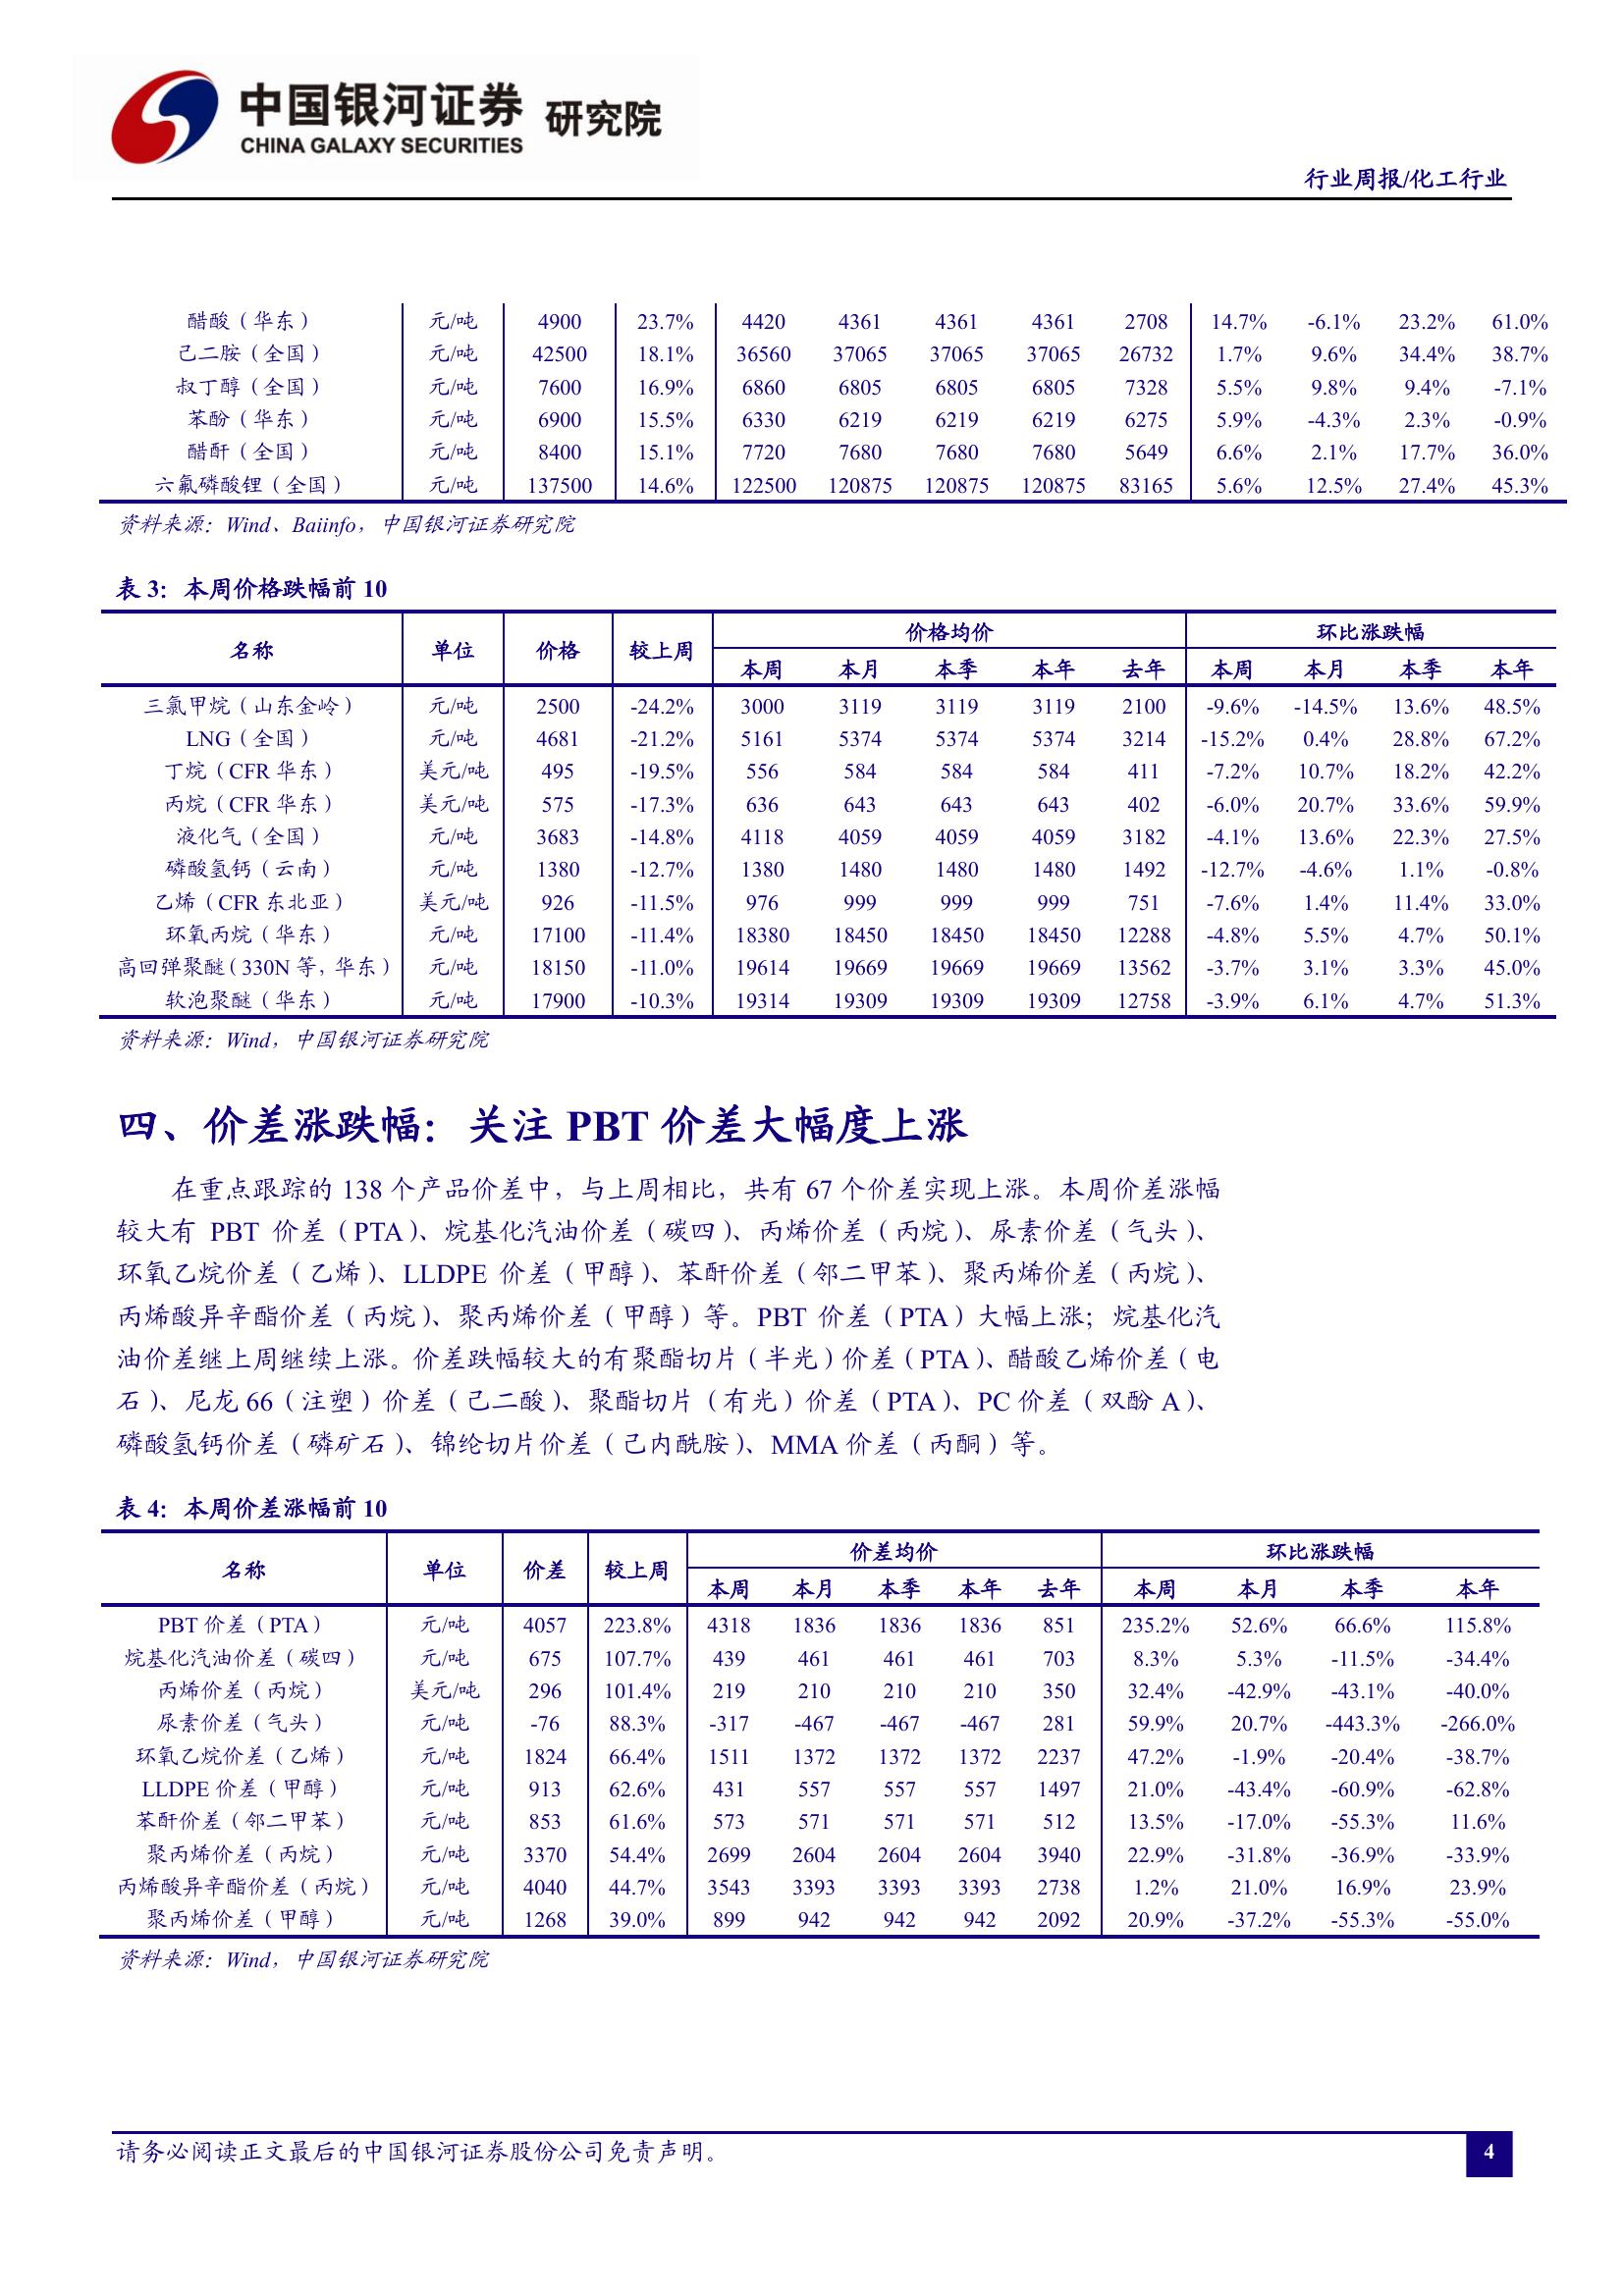 中国银河证券 研究院
CHINA GALAXY SECURITIES
行业周报/化工行业
醋酸（华东） 元/吨 4900 23.7% 4420 4361 4361 4361 2708 14.7% -6.1% 23.2% 61.0%
己二胺（全国） 元/吨 42500 18.1% 36560 37065 37065 37065 26732 1.7% 9.6% 34.4% 38.7%
叔丁醇（全国） 元/吨 7600 16.9% 6860 6805 6805 6805 7328 5.5% 9.8% 9.4% -7.1%
苯酚（华东） 元/吨 6900 15.5% 6330 6219 6219 6219 6275 5.9% -4.3% 2.3% -0.9%
醋酐（全国） 元/吨 8400 15.1% 7720 7680 7680 7680 5649 6.6% 2.1% 17.7% 36.0%
六氟磷酸锂（全国） 元/吨 137500 14.6% 122500 120875 120875 120875 83165 5.6% 12.5% 27.4% 45.3%
资料来源：Wind、Baiinfo，中国银河证券研究院
表 3：本周价格跌幅前 10
名称 单位 价格 较上周 价格均价 环比涨跌幅
本周 本月 本季 本年 去年 本周 本月 本季 本年
三氯甲烷（山东金岭） 元/吨 2500 -24.2% 3000 3119 3119 3119 2100 -9.6% -14.5% 13.6% 48.5%
LNG（全国） 元/吨 4681 -21.2% 5161 5374 5374 5374 3214 -15.2% 0.4% 28.8% 67.2%
丁烷（CFR 华东） 美元/吨 495 -19.5% 556 584 584 584 411 -7.2% 10.7% 18.2% 42.2%
丙烷（CFR 华东） 美元/吨 575 -17.3% 636 643 643 643 402 -6.0% 20.7% 33.6% 59.9%
液化气（全国） 元/吨 3683 -14.8% 4118 4059 4059 4059 3182 -4.1% 13.6% 22.3% 27.5%
磷酸氢钙（云南） 元/吨 1380 -12.7% 1380 1480 1480 1480 1492 -12.7% -4.6% 1.1% -0.8%
乙烯（CFR 东北亚） 美元/吨 926 -11.5% 976 999 999 999 751 -7.6% 1.4% 11.4% 33.0%
环氧丙烷（华东） 元/吨 17100 -11.4% 18380 18450 18450 18450 12288 -4.8% 5.5% 4.7% 50.1%
高回弹聚醚（330N 等，华东） 元/吨 18150 -11.0% 19614 19669 19669 19669 13562 -3.7% 3.1% 3.3% 45.0%
软泡聚醚（华东） 元/吨 17900 -10.3% 19314 19309 19309 19309 12758 -3.9% 6.1% 4.7% 51.3%
资料来源：Wind，中国银河证券研究院
四、价差涨跌幅：关注 PBT 价差大幅度上涨
在重点跟踪的 138 个产品价差中，与上周相比，共有 67 个价差实现上涨。本周价差涨幅
较大有 PBT 价差（PTA）、烷基化汽油价差（碳四）、丙烯价差（丙烷）、尿素价差（气头）、
环氧乙烷价差（乙烯）、LLDPE 价差（甲醇）、苯酐价差（邻二甲苯）、聚丙烯价差（丙烷）、
丙烯酸异辛酯价差（丙烷）、聚丙烯价差（甲醇）等。PBT 价差（PTA）大幅上涨；烷基化汽
油价差继上周继续上涨。价差跌幅较大的有聚酯切片（半光）价差（PTA）、醋酸乙烯价差（电
石）、尼龙 66（注塑）价差（己二酸）、聚酯切片（有光）价差（PTA）、PC 价差（双酚 A）、
磷酸氢钙价差（磷矿石）、锦纶切片价差（己内酰胺）、MMA 价差（丙酮）等。
表 4：本周价差涨幅前 10
名称 单位 价差 较上周 价差均价 环比涨跌幅
本周 本月 本季 本年 去年 本周 本月 本季 本年
PBT 价差（PTA） 元/吨 4057 223.8% 4318 1836 1836 1836 851 235.2% 52.6% 66.6% 115.8%
烷基化汽油价差（碳四） 元/吨 675 107.7% 439 461 461 461 703 8.3% 5.3% -11.5% -34.4%
丙烯价差（丙烷） 美元/吨 296 101.4% 219 210 210 210 350 32.4% -42.9% -43.1% -40.0%
尿素价差（气头） 元/吨 -76 88.3% -317 -467 -467 -467 281 59.9% 20.7% -443.3% -266.0%
环氧乙烷价差（乙烯） 元/吨 1824 66.4% 1511 1372 1372 1372 2237 47.2% -1.9% -20.4% -38.7%
LLDPE 价差（甲醇） 元/吨 913 62.6% 431 557 557 557 1497 21.0% -43.4% -60.9% -62.8%
苯酐价差（邻二甲苯） 元/吨 853 61.6% 573 571 571 571 512 13.5% -17.0% -55.3% 11.6%
聚丙烯价差（丙烷） 元/吨 3370 54.4% 2699 2604 2604 2604 3940 22.9% -31.8% -36.9% -33.9%
丙烯酸异辛酯价差（丙烷） 元/吨 4040 44.7% 3543 3393 3393 3393 2738 1.2% 21.0% 16.9% 23.9%
聚丙烯价差（甲醇） 元/吨 1268 39.0% 899 942 942 942 2092 20.9% -37.2% -55.3% -55.0%
资料来源：Wind，中国银河证券研究院
请务必阅读正文最后的中国银河证券股份公司免责声明。
4